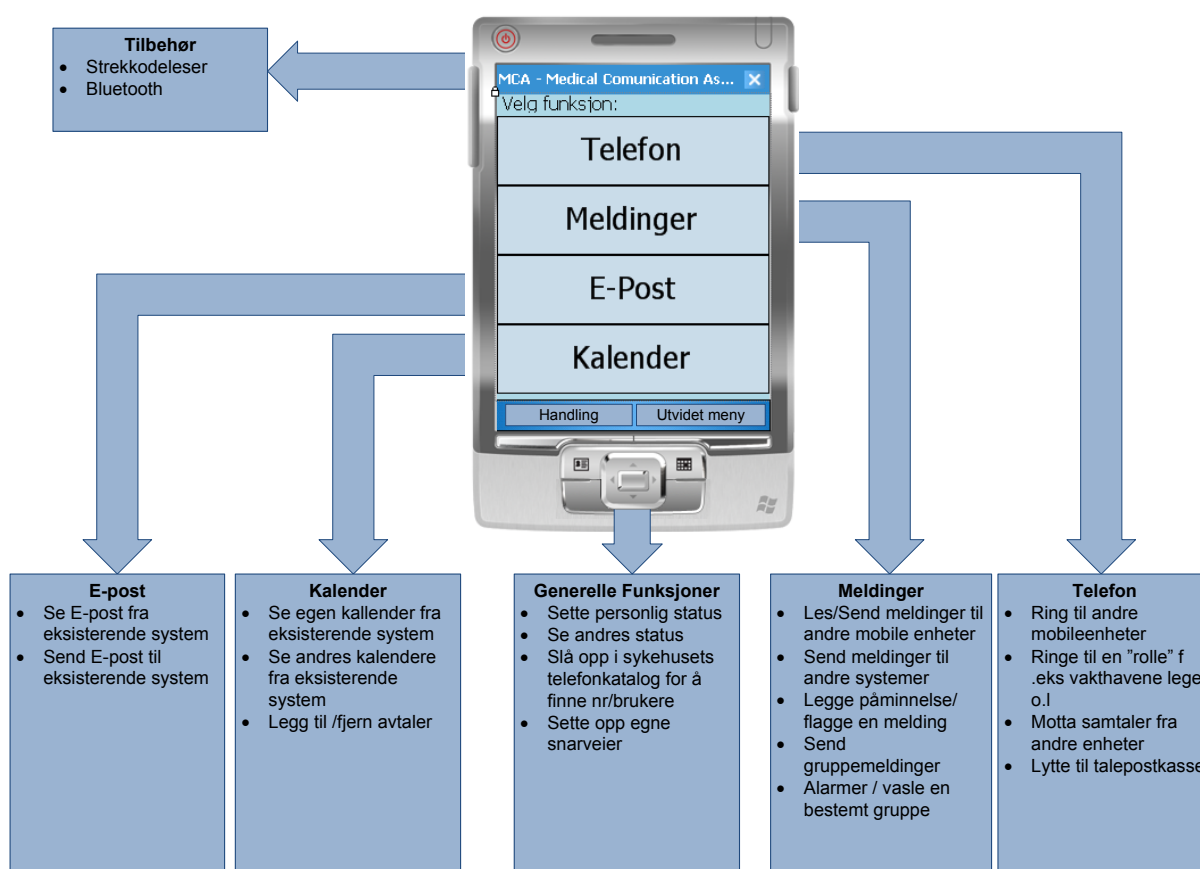 Tilbehør
• Strekkodeleser
• Bluetooth
MCA - Medical Comunication As...
Velg funksjon:
Telefon
Meldinger
E-Post
Kalender
Handling
Utvidet meny
E-post
• Se E-post fra
eksisterende system
• Send E-post til
eksisterende system
Kalender
• Se egen kallender fra
eksisterende system
• Se andres kalendere
fra eksisterende
system
• Legg til /fjern avtaler
Generelle Funksjoner
• Sette personlig status
• Se andres status
• Slå opp i sykehusets
telefonkatalog for å
finne nr/brukere
• Sette opp egne
snarveier
Meldinger
• Les/Send meldinger til
andre mobile enheter
• Send meldinger til
andre systemer
• Legge påminnelse/
flagge en melding
• Send
gruppemeldinger
• Alarmer / vasle en
bestemt gruppe
Telefon
• Ring til andre
mobileenheter
• Ringe til en ”rolle” f
.eks vakthavene lege
o.l
• Motta samtaler fra
andre enheter
• Lytte til talepostkasse